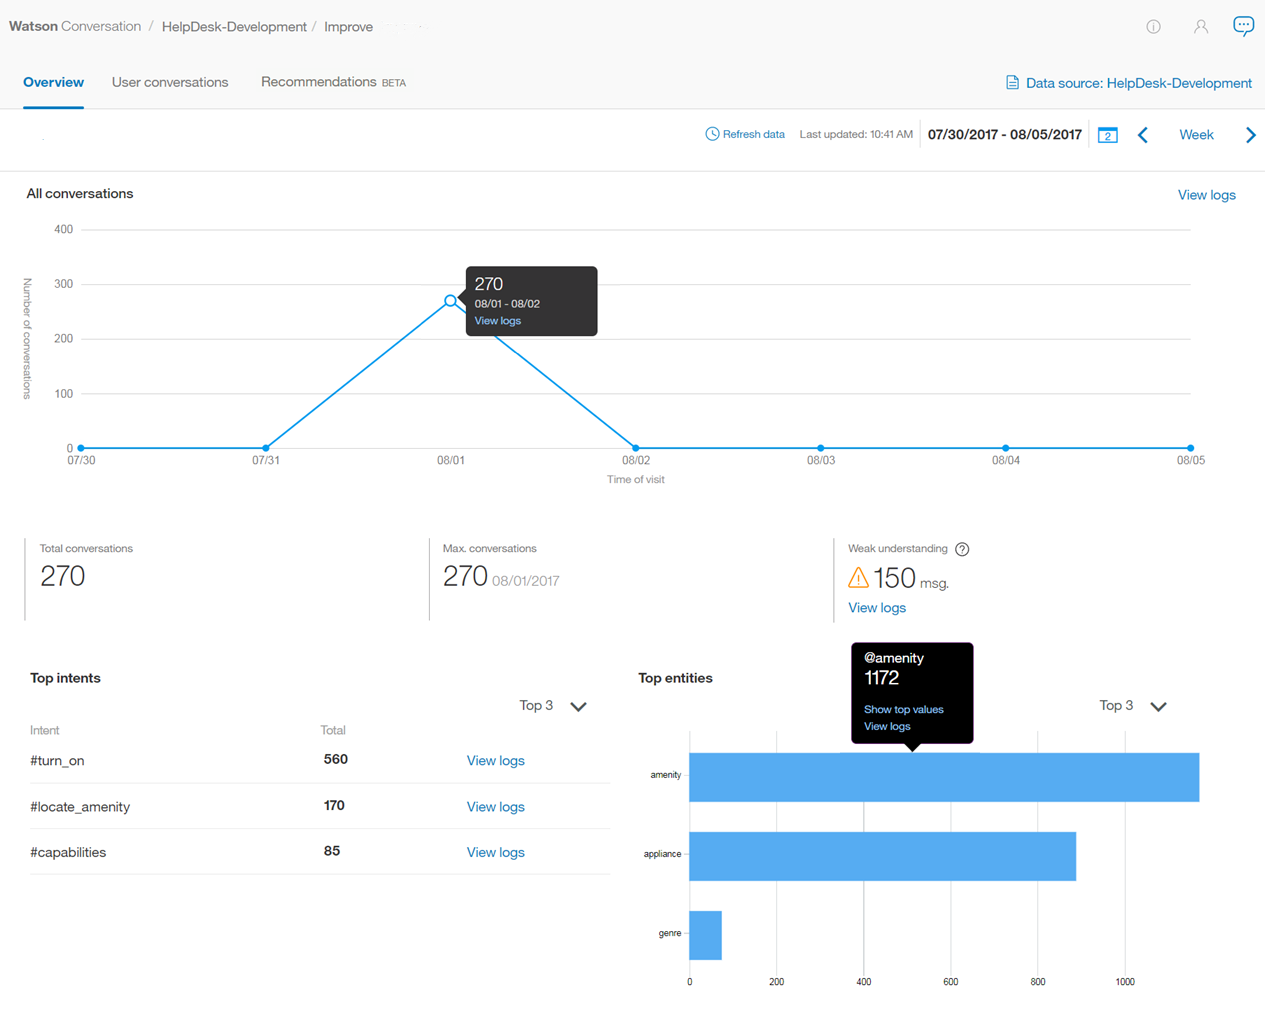 Watson Conversation / HelpDesk-Development / Improve
Overview User conversations Recommendations BETA
Data source: HelpDesk-Development
Refresh data Last updated: 10:41 AM 07/30/2017 - 08/05/2017 2 Week
All conversations
View logs
400
300
200
100
0
Number of conversations
270
08/01 - 08/02
View logs
07/30 07/31 08/01 08/02 08/03 08/04 08/05
Time of visit
Total conversations
270
Max. conversations
270 08/01/2017
Weak understanding ?
150 msg.
View logs
Top intents
Top 3
Intent Total
#turn_on 560 View logs
#locate_amenity 170 View logs
#capabilities 85 View logs
Top entities
Top 3
@amenity
1172
Show top values
View logs
amenity
appliance
genre
0 200 400 600 800 1000